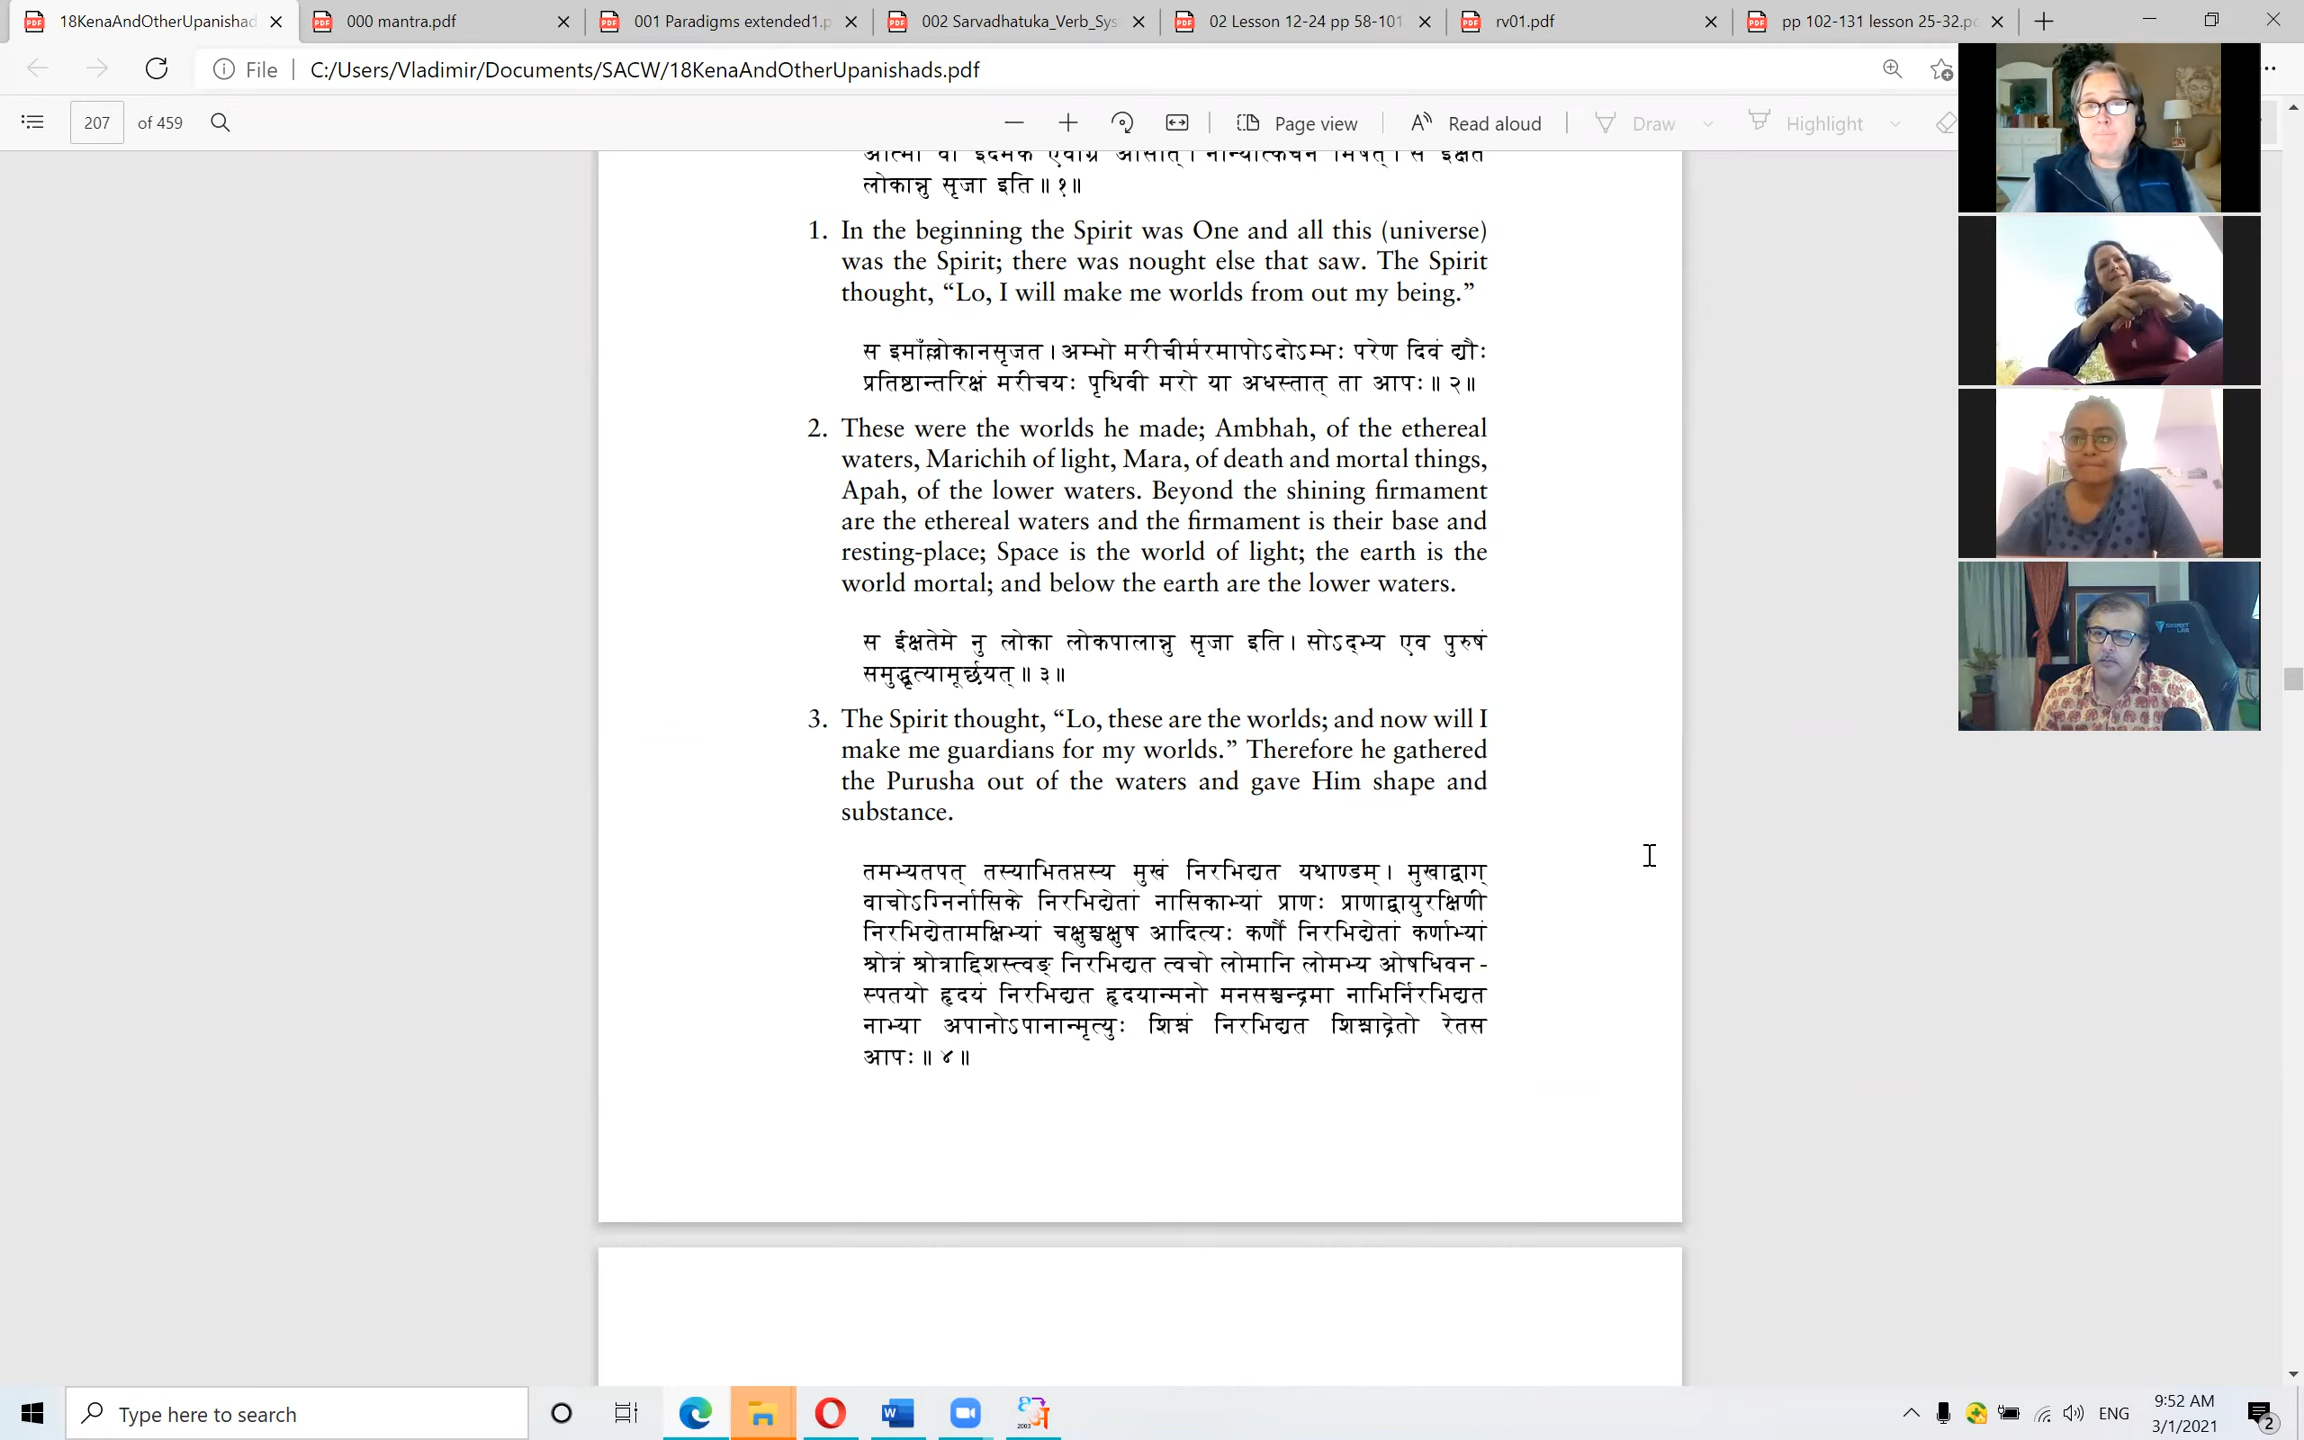 18KenaAndOtherUpanishad
000 mantra.pdf
001 Paradigms extended1.p
002 Sarvadhatuka_Verb_Sys
02 Lesson 12-24 pp 58-101
rv01.pdf
pp 102-131 lesson 25-32.pd
File
C:/Users/Vladimir/Documents/SACW/18KenaAndOtherUpanishads.pdf
207 of 459
Page view
Read aloud
Draw
Highlight
आत्मा वा इदमेक एवाग्र आसीत्। नान्यत्किंचन मिषत्। स ईक्षत
लोकान्नु सृजा इति॥१॥
1. In the beginning the Spirit was One and all this (universe)
was the Spirit; there was nought else that saw. The Spirit
thought, “Lo, I will make me worlds from out my being.”
स इमाँल्लोकानसृजत। अम्भो मरीचीर्मरमापोऽदोऽम्भः परेण दिवं द्यौः
प्रतिष्ठान्तरिक्षं मरीचयः पृथिवी मरो या अधस्तात् ता आपः॥ २॥
2. These were the worlds he made; Ambhah, of the ethereal
waters, Marichih of light, Mara, of death and mortal things,
Apah, of the lower waters. Beyond the shining firmament
are the ethereal waters and the firmament is their base and
resting-place; Space is the world of light; the earth is the
world mortal; and below the earth are the lower waters.
स ईक्षतेमे नु लोका लोकपालान्नु सृजा इति। सोऽद्भ्य एव पुरुषं
समुद्धृत्यामूर्छयत्॥ ३॥
3. The Spirit thought, “Lo, these are the worlds; and now will I
make me guardians for my worlds.” Therefore he gathered
the Purusha out of the waters and gave Him shape and
substance.
तमभ्यतपत् तस्याभितप्तस्य मुखं निरभिद्यत यथाण्डम्। मुखाद्वाग्
वाचोऽग्निर्नासिके निरभिद्येतां नासिकाभ्यां प्राणः प्राणाद्वायुरक्षिणी
निरभिद्येतामक्षिभ्यां चक्षुश्चक्षुष आदित्यः कर्णौ निरभिद्येतां कर्णाभ्यां
श्रोत्रं श्रोत्राद्दिशस्त्वङ् निरभिद्यत त्वचो लोमानि लोमभ्य ओषधिवन-
स्पतयो हृदयं निरभिद्यत हृदयान्मनो मनसश्चन्द्रमा नाभिर्निरभिद्यत
नाभ्या अपानोऽपानान्मृत्युः शिश्नं निरभिद्यत शिश्नाद्रेतो रेतस
आपः॥ ४॥
Type here to search
ENG
9:52 AM
3/1/2021
2